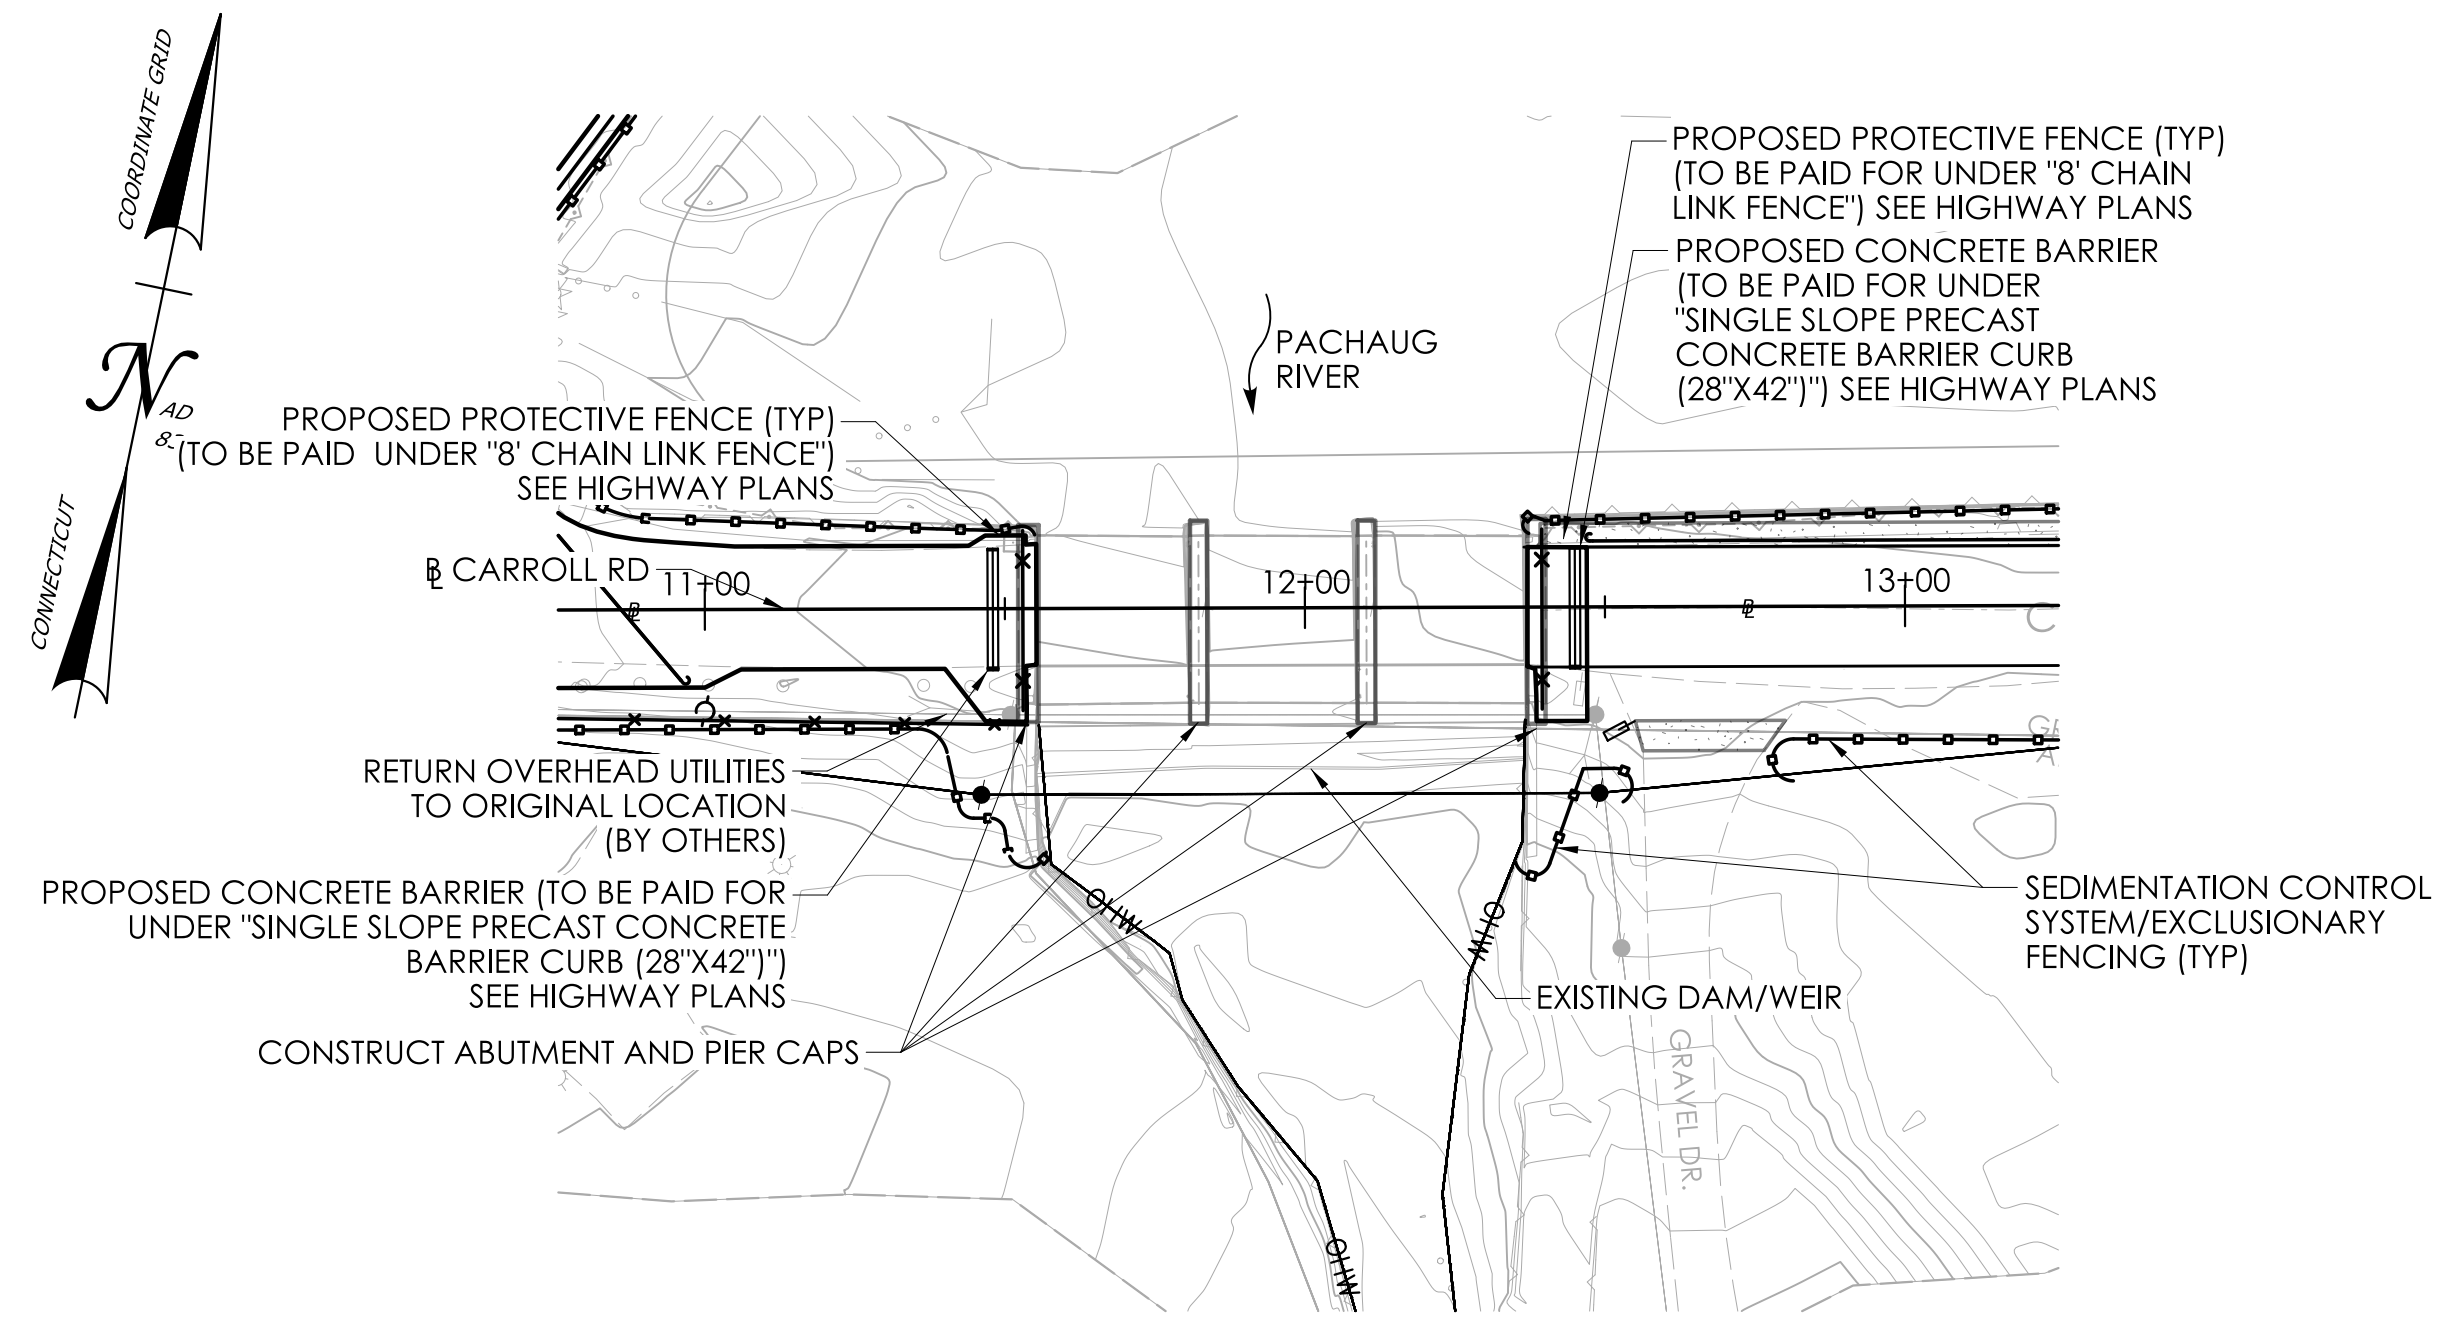 COORDINATE GRID
N
AD
CONNECTICUT
PROPOSED PROTECTIVE FENCE (TYP)
(TO BE PAID FOR UNDER "8' CHAIN
LINK FENCE") SEE HIGHWAY PLANS
PROPOSED CONCRETE BARRIER
(TO BE PAID FOR UNDER
"SINGLE SLOPE PRECAST
CONCRETE BARRIER CURB
(28"X42")") SEE HIGHWAY PLANS
PACHAUG
RIVER
PROPOSED PROTECTIVE FENCE (TYP)
(TO BE PAID UNDER "8' CHAIN LINK FENCE")
SEE HIGHWAY PLANS
BL CARROLL RD
11+00
12+00
13+00
BL
BL
C
RETURN OVERHEAD UTILITIES
TO ORIGINAL LOCATION
(BY OTHERS)
PROPOSED CONCRETE BARRIER (TO BE PAID FOR
UNDER "SINGLE SLOPE PRECAST CONCRETE
BARRIER CURB (28"X42")")
SEE HIGHWAY PLANS
CONSTRUCT ABUTMENT AND PIER CAPS
OHW
OHW
OHW
SEDIMENTATION CONTROL
SYSTEM/EXCLUSIONARY
FENCING (TYP)
EXISTING DAM/WEIR
GRAVEL DR.